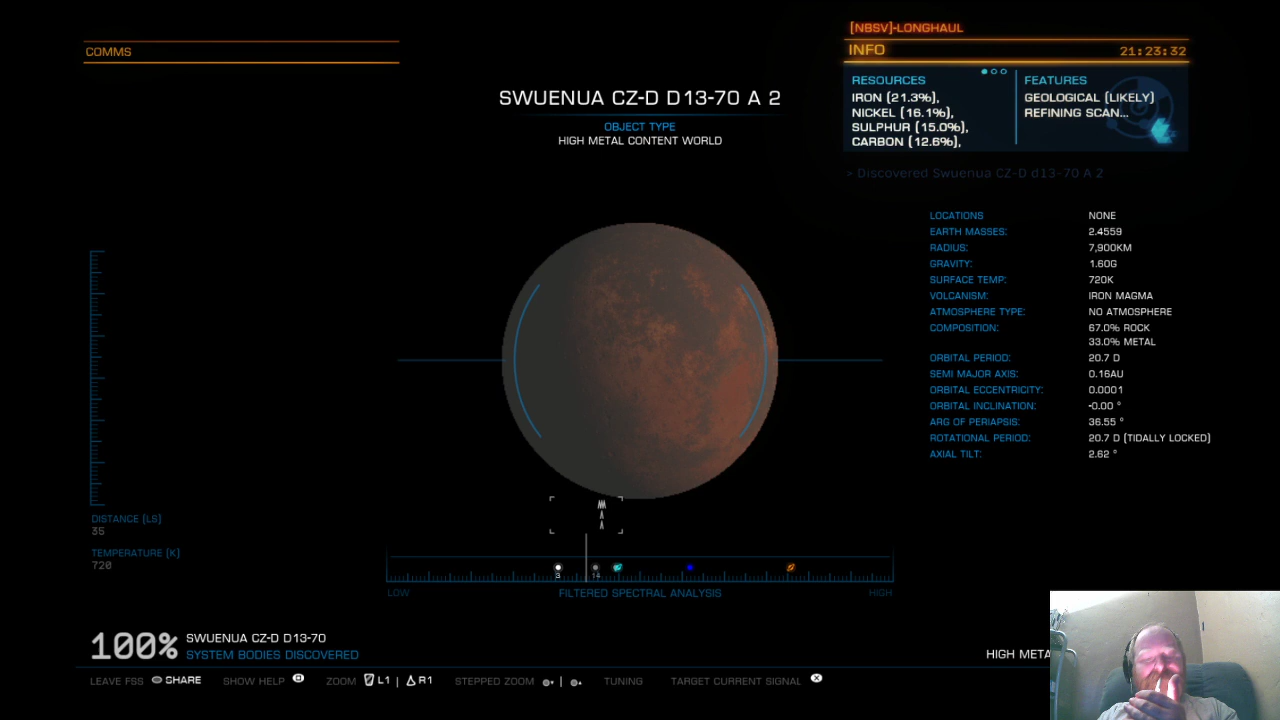 COMMS
[NBSV]-LONGHAUL
INFO 21:23:32
RESOURCES
IRON (21.3%),
NICKEL (16.1%),
SULPHUR (15.0%),
CARBON (12.6%),
FEATURES
GEOLOGICAL (LIKELY)
REFINING SCAN...
> Discovered Swuenua CZ-D d13-70 A 2
SWUENUA CZ-D D13-70 A 2
OBJECT TYPE
HIGH METAL CONTENT WORLD
LOCATIONS NONE
EARTH MASSES: 2.4559
RADIUS: 7,900KM
GRAVITY: 1.60G
SURFACE TEMP: 720K
VOLCANISM: IRON MAGMA
ATMOSPHERE TYPE: NO ATMOSPHERE
COMPOSITION: 67.0% ROCK
33.0% METAL
ORBITAL PERIOD: 20.7 D
SEMI MAJOR AXIS: 0.16AU
ORBITAL ECCENTRICITY: 0.0001
ORBITAL INCLINATION: -0.00 °
ARG OF PERIAPSIS: 36.55 °
ROTATIONAL PERIOD: 20.7 D (TIDALLY LOCKED)
AXIAL TILT: 2.62 °
DISTANCE (LS)
35
TEMPERATURE (K)
720
3 14
LOW FILTERED SPECTRAL ANALYSIS HIGH
100% SWUENUA CZ-D D13-70
SYSTEM BODIES DISCOVERED
HIGH META
LEAVE FSS SHARE SHOW HELP ZOOM L1 | R1 STEPPED ZOOM | TUNING TARGET CURRENT SIGNAL